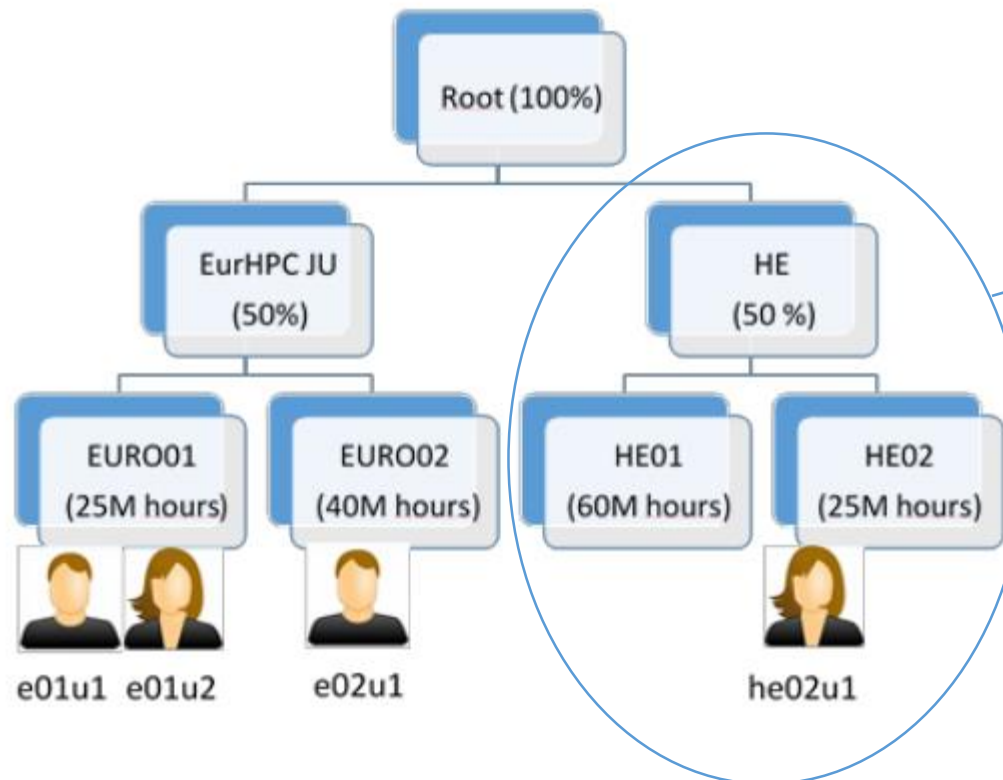 Root (100%)
EurHPC JU
(50%)
HE
(50 %)
EURO01
(25M hours)
EURO02
(40M hours)
HE01
(60M hours)
HE02
(25M hours)
e01u1
e01u2
e02u1
he02u1